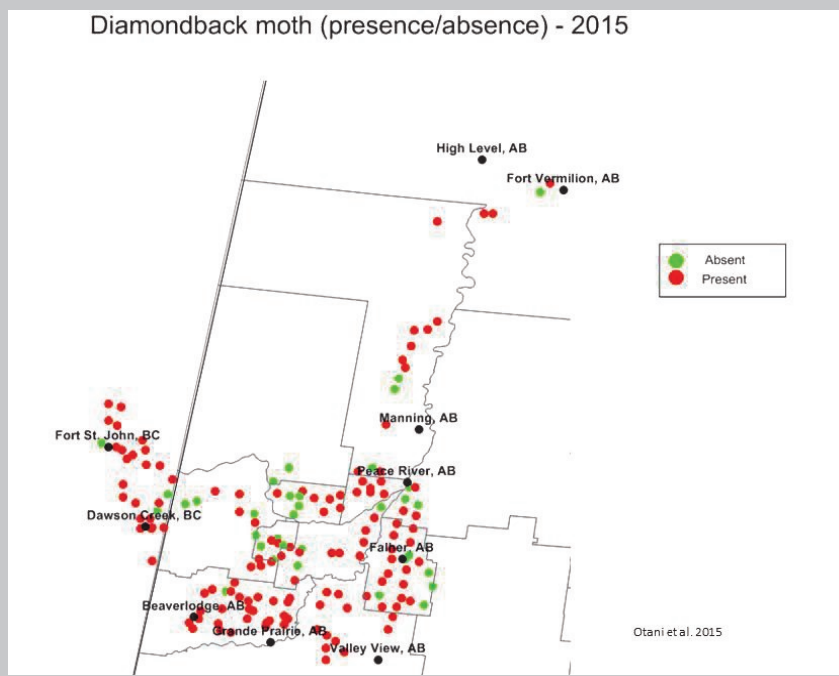 Diamondback moth (presence/absence) - 2015
High Level, AB
Fort Vermilion, AB
Absent
Present
Manning, AB
Fort St. John, BC
Peace River, AB
Dawson Creek, BC
Falher, AB
Beaverlodge, AB
Grande Prairie, AB
Otani et al. 2015
Valley View, AB